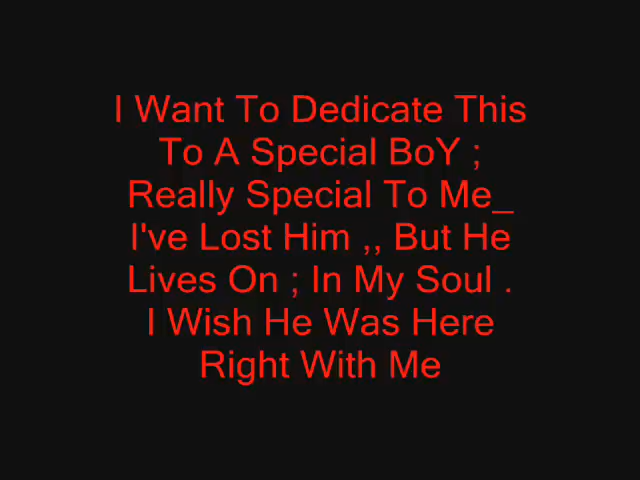 I Want To Dedicate This
To A Special BoY ;
Really Special To Me_
I've Lost Him ,, But He
Lives On ; In My Soul .
I Wish He Was Here
Right With Me